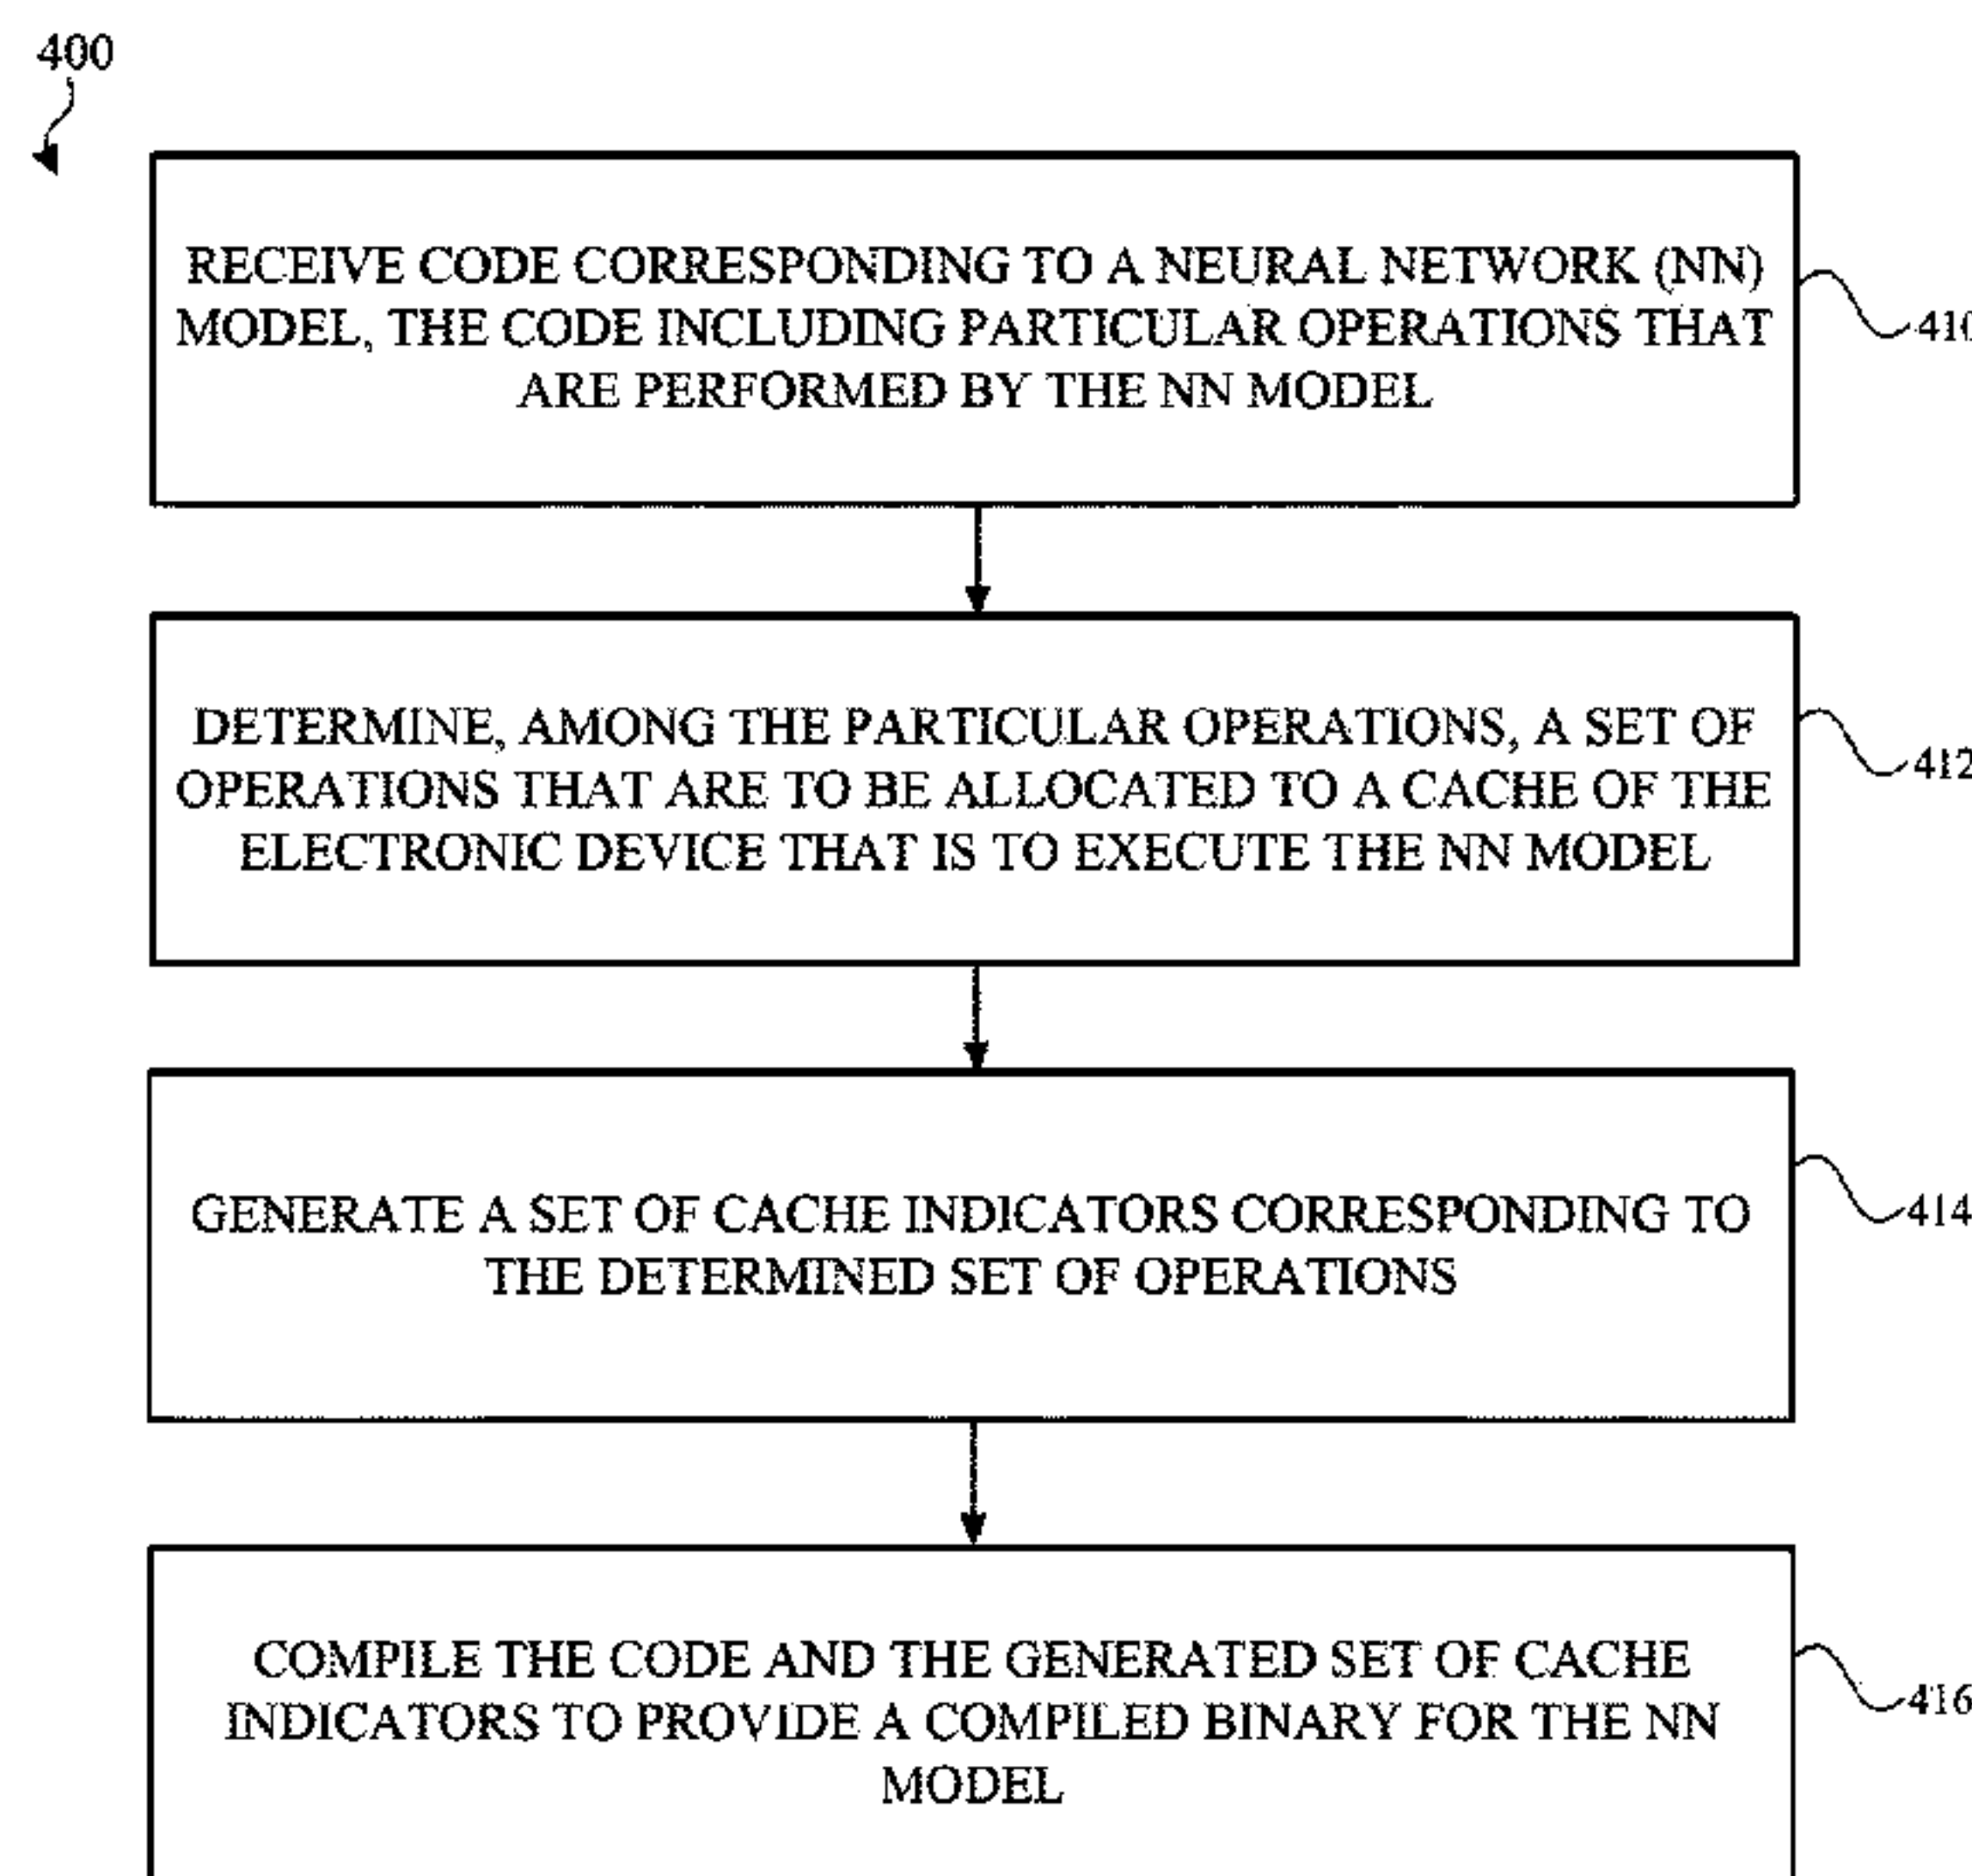 400
RECEIVE CODE CORRESPONDING TO A NEURAL NETWORK (NN)
MODEL, THE CODE INCLUDING PARTICULAR OPERATIONS THAT
ARE PERFORMED BY THE NN MODEL
410
DETERMINE, AMONG THE PARTICULAR OPERATIONS, A SET OF
OPERATIONS THAT ARE TO BE ALLOCATED TO A CACHE OF THE
ELECTRONIC DEVICE THAT IS TO EXECUTE THE NN MODEL
412
GENERATE A SET OF CACHE INDICATORS CORRESPONDING TO
THE DETERMINED SET OF OPERATIONS
414
COMPILE THE CODE AND THE GENERATED SET OF CACHE
INDICATORS TO PROVIDE A COMPILED BINARY FOR THE NN
MODEL
416